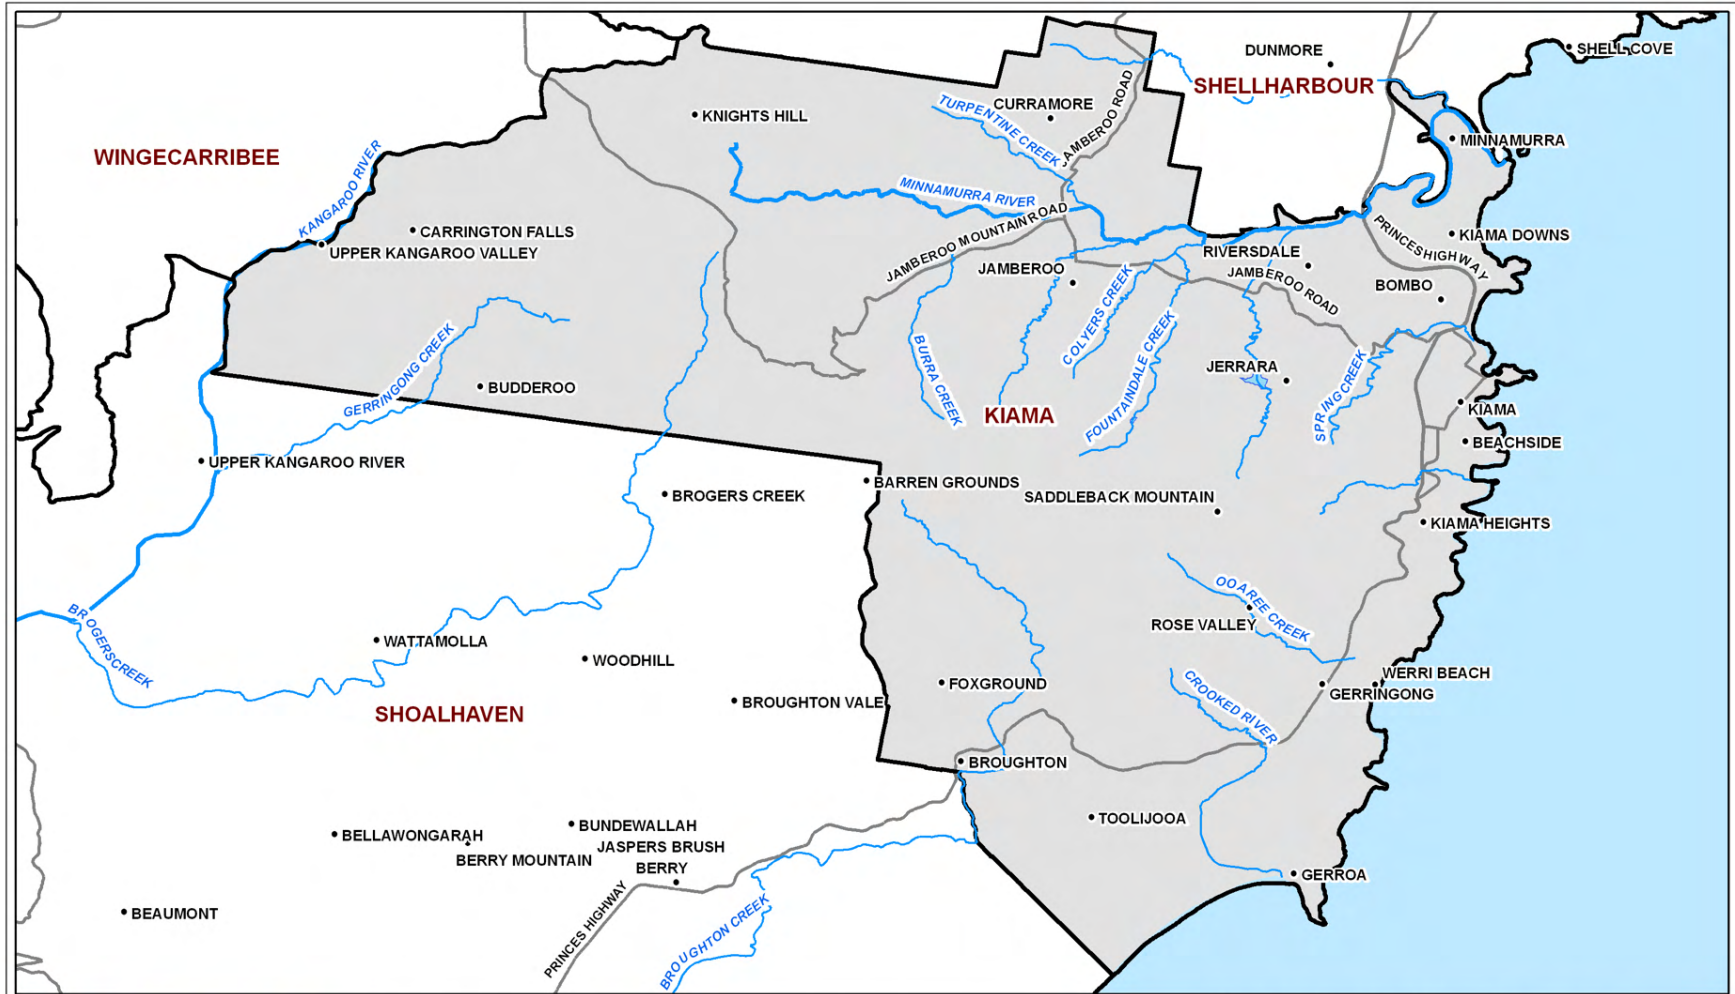 SHELL COVE
DUNMORE
SHELLHARBOUR
CURRAMORE
KNIGHTS HILL
TURPENTINE CREEK
JAMBEROO ROAD
MINNAMURRA
WINGECARRIBEE
KANGAROO RIVER
MINNAMURRA RIVER
CARRINGTON FALLS
UPPER KANGAROO VALLEY
JAMBEROO MOUNTAIN ROAD
PRINCES HIGHWAY
KIAMA DOWNS
RIVERSDALE
JAMBEROO
JAMBEROO ROAD
BOMBO
COLYERS CREEK
GERRINGONG CREEK
BUDDEROO
BURRA CREEK
FOUNTAINDALE CREEK
JERRARA
SPRING CREEK
KIAMA
KIAMA
BEACHSIDE
UPPER KANGAROO RIVER
BROGERS CREEK
BARREN GROUNDS
SADDLEBACK MOUNTAIN
KIAMA HEIGHTS
OOAREE CREEK
ROSE VALLEY
BROGERS CREEK
WATTAMOLLA
WOODHILL
WERRI BEACH
GERRINGONG
FOXGROUND
CROOKED RIVER
BROUGHTON VALE
SHOALHAVEN
BROUGHTON
TOOLIJOOA
BELLAWONGARAH
BUNDEWALLAH
JASPERS BRUSH
BERRY MOUNTAIN
BERRY
GERROA
BEAUMONT
PRINCES HIGHWAY
BROUGHTON CREEK